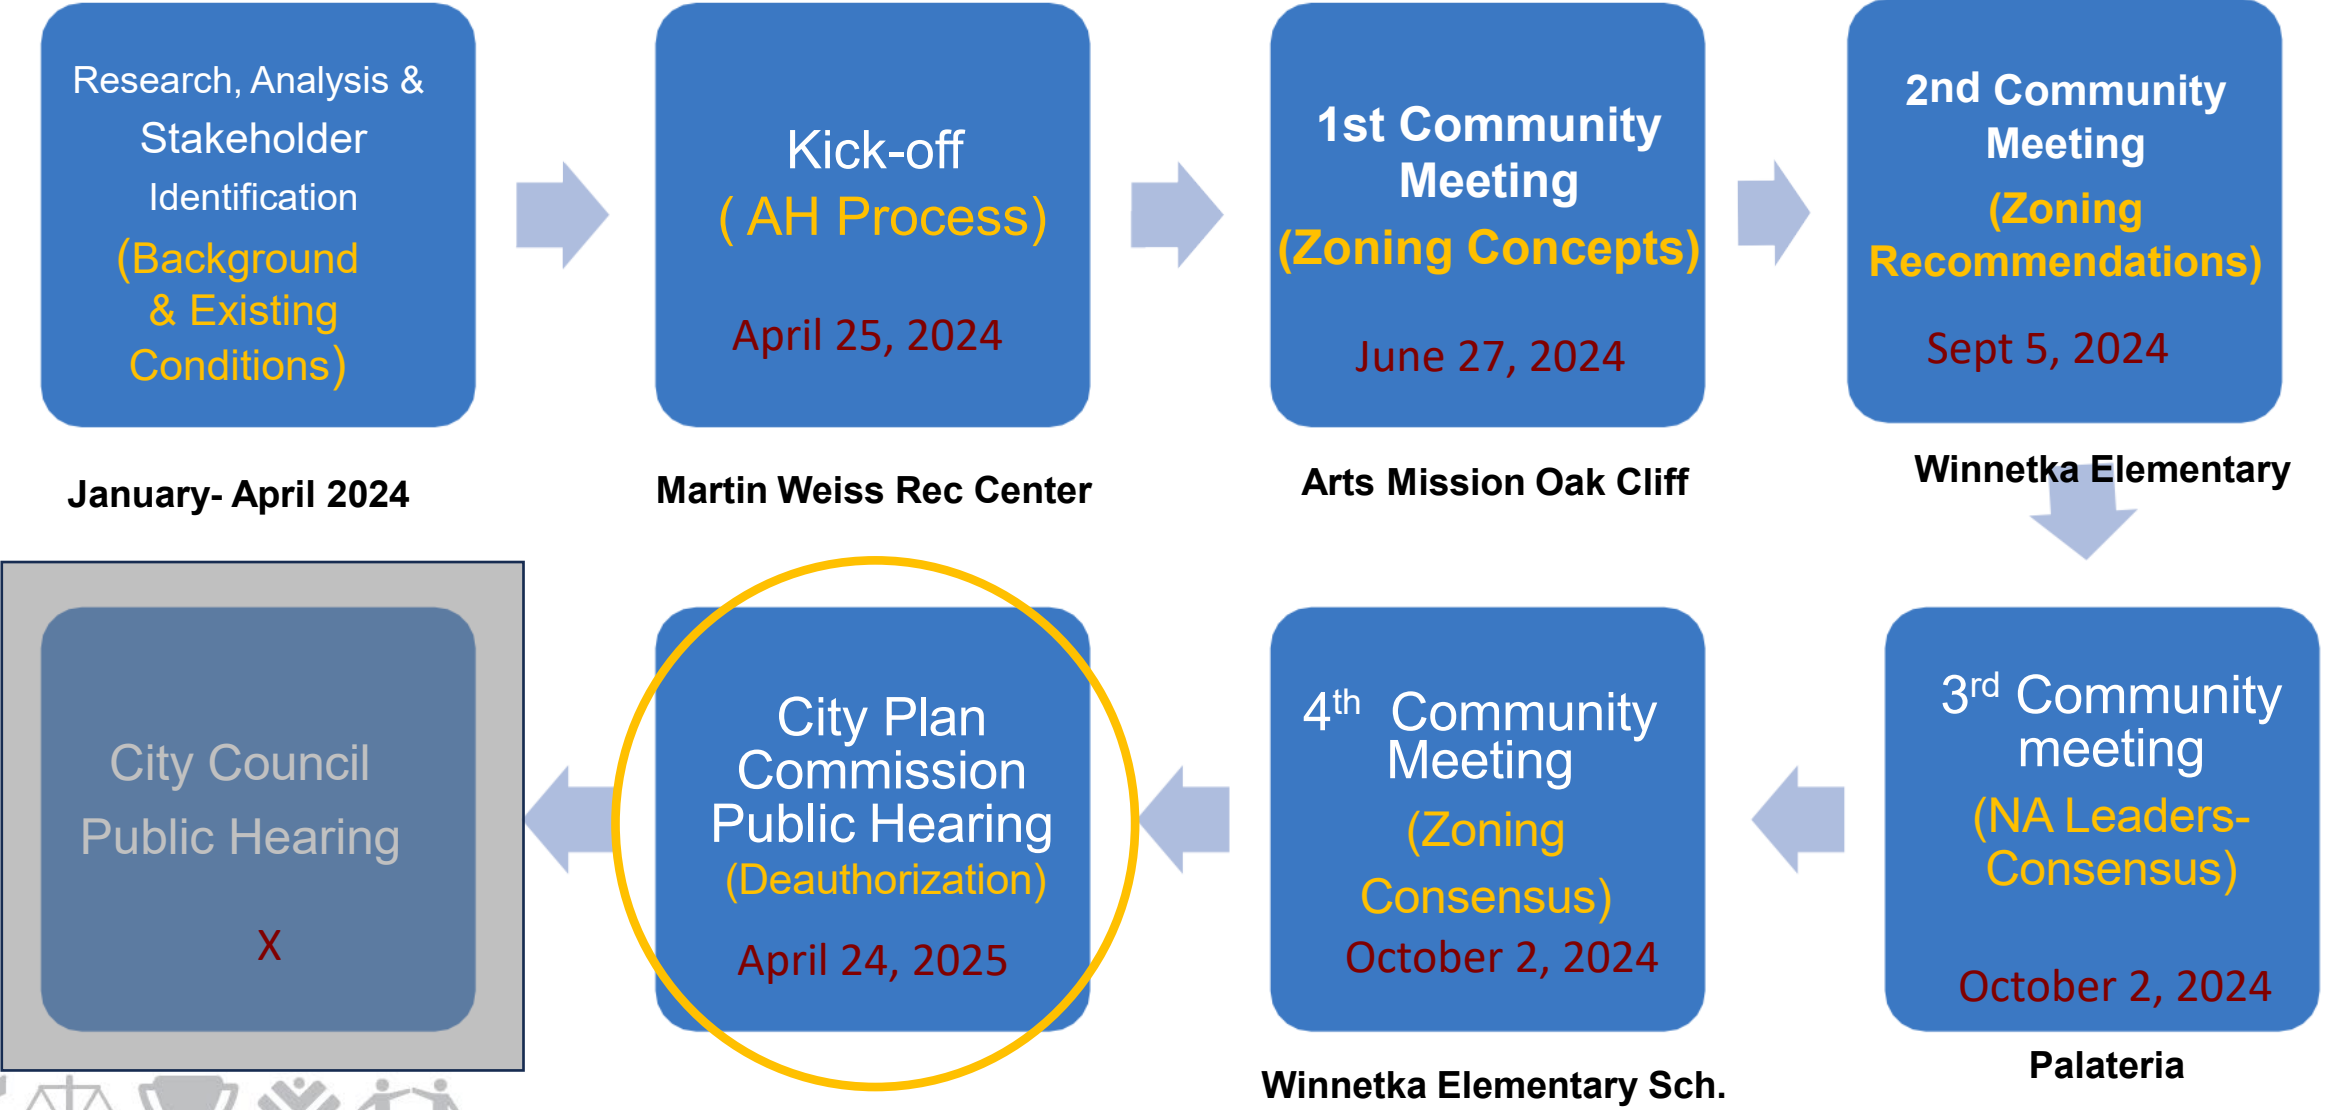 Research, Analysis &
Stakeholder
Identification
(Background
& Existing
Conditions)
January- April 2024
Kick-off
( AH Process)
April 25, 2024
Martin Weiss Rec Center
1st Community
Meeting
(Zoning Concepts)
June 27, 2024
Arts Mission Oak Cliff
2nd Community
Meeting
(Zoning
Recommendations)
Sept 5, 2024
Winnetka Elementary
3rd Community
meeting
(NA Leaders-
Consensus)
October 2, 2024
Palateria
4th Community
Meeting
(Zoning
Consensus)
October 2, 2024
Winnetka Elementary Sch.
City Plan
Commission
Public Hearing
(Deauthorization)
April 24, 2025
City Council
Public Hearing
X